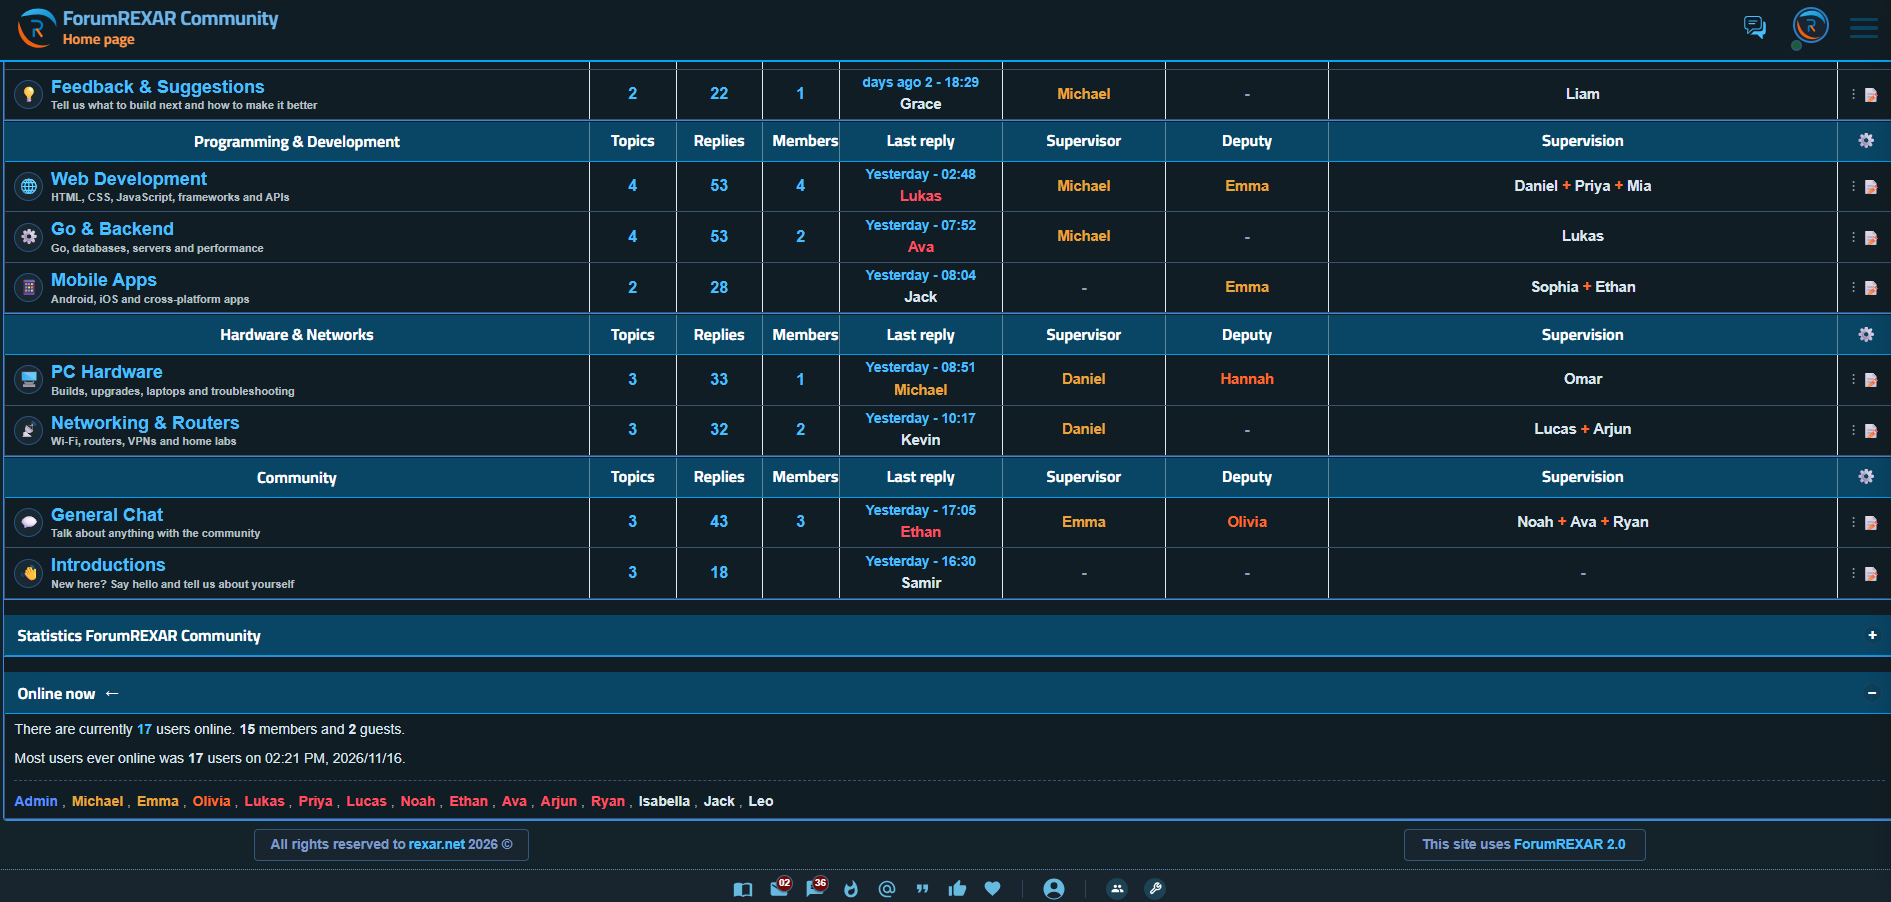 ForumREXAR Community
Home page
Feedback & Suggestions
Tell us what to build next and how to make it better
2 22 1 days ago 2 - 18:29 Grace Michael - Liam
Programming & Development Topics Replies Members Last reply Supervisor Deputy Supervision
Web Development
HTML, CSS, JavaScript, frameworks and APIs
4 53 4 Yesterday - 02:48 Lukas Michael Emma Daniel + Priya + Mia
Go & Backend
Go, databases, servers and performance
4 53 2 Yesterday - 07:52 Ava Michael - Lukas
Mobile Apps
Android, iOS and cross-platform apps
2 28 Yesterday - 08:04 Jack - Emma Sophia + Ethan
Hardware & Networks Topics Replies Members Last reply Supervisor Deputy Supervision
PC Hardware
Builds, upgrades, laptops and troubleshooting
3 33 1 Yesterday - 08:51 Michael Daniel Hannah Omar
Networking & Routers
Wi-Fi, routers, VPNs and home labs
3 32 2 Yesterday - 10:17 Kevin Daniel - Lucas + Arjun
Community Topics Replies Members Last reply Supervisor Deputy Supervision
General Chat
Talk about anything with the community
3 43 3 Yesterday - 17:05 Ethan Emma Olivia Noah + Ava + Ryan
Introductions
New here? Say hello and tell us about yourself
3 18 Yesterday - 16:30 Samir - - -
Statistics ForumREXAR Community +
Online now ← −
There are currently 17 users online. 15 members and 2 guests.
Most users ever online was 17 users on 02:21 PM, 2026/11/16.
Admin , Michael , Emma , Olivia , Lukas , Priya , Lucas , Noah , Ethan , Ava , Arjun , Ryan , Isabella , Jack , Leo
All rights reserved to rexar.net 2026 ©
This site uses ForumREXAR 2.0
02 36